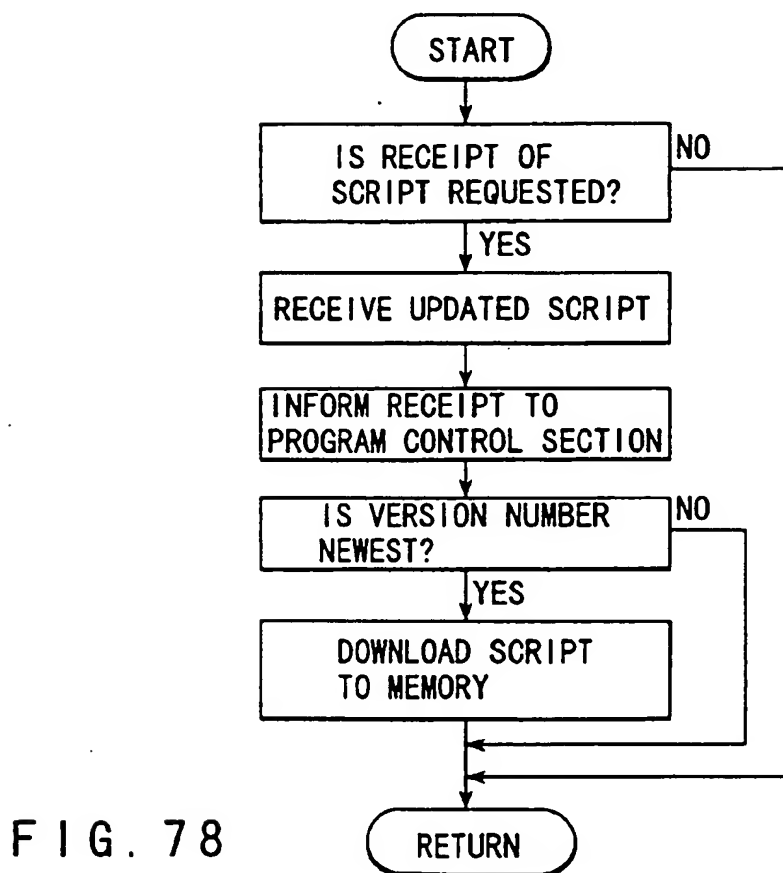 START
IS RECEIPT OF
SCRIPT REQUESTED?
NO
YES
RECEIVE UPDATED SCRIPT
INFORM RECEIPT TO
PROGRAM CONTROL SECTION
IS VERSION NUMBER
NEWEST?
NO
YES
DOWNLOAD SCRIPT
TO MEMORY
RETURN
FIG. 78